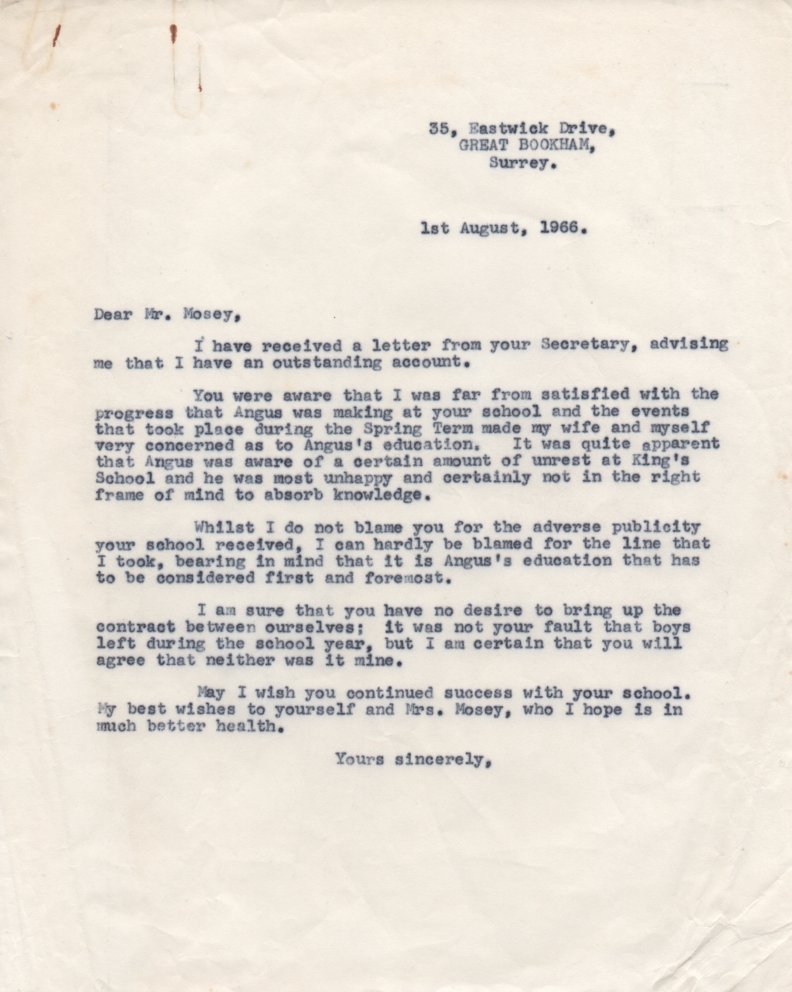 35, Eastwick Drive,
GREAT BOOKHAM,
Surrey.
1st August, 1966.
Dear Mr. Mosey,
I have received a letter from your Secretary, advising
me that I have an outstanding account.
You were aware that I was far from satisfied with the
progress that Angus was making at your school and the events
that took place during the Spring Term made my wife and myself
very concerned as to Angus's education. It was quite apparent
that Angus was aware of a certain amount of unrest at King's
School and he was most unhappy and certainly not in the right
frame of mind to absorb knowledge.
Whilst I do not blame you for the adverse publicity
your school received, I can hardly be blamed for the line that
I took, bearing in mind that it is Angus's education that has
to be considered first and foremost.
I am sure that you have no desire to bring up the
contract between ourselves; it was not your fault that boys
left during the school year, but I am certain that you will
agree that neither was it mine.
May I wish you continued success with your school.
My best wishes to yourself and Mrs. Mosey, who I hope is in
much better health.
Yours sincerely,